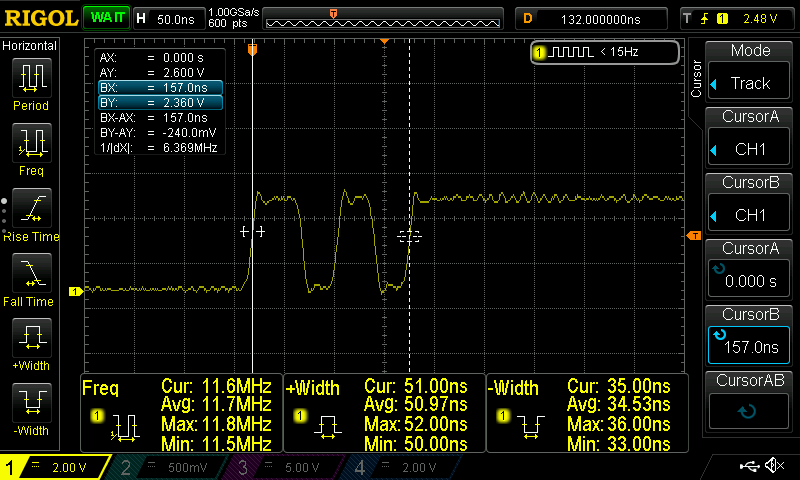 RIGOL WAIT H 50.0ns 1.00GSa/s 600 pts T D 132.000000ns T 1 2.48 V
Horizontal
Period
Freq
Rise Time
Fall Time
+Width
-Width
T
AX: = 0.000 s
AY: = 2.600 V
BX: = 157.0ns
BY: = 2.360 V
BX-AX: = 157.0ns
BY-AY: = -240.0mV
1/|dX|: = 6.369MHz
1 < 15Hz
1
T
Cursor
Mode
Track
CursorA
CH1
CursorB
CH1
CursorA
0.000 s
CursorB
157.0ns
CursorAB
Freq
1
Cur: 11.6MHz
Avg: 11.7MHz
Max: 11.8MHz
Min: 11.5MHz
+Width
1
Cur: 51.00ns
Avg: 50.97ns
Max: 52.00ns
Min: 50.00ns
-Width
1
Cur: 35.00ns
Avg: 34.53ns
Max: 36.00ns
Min: 33.00ns
1 2.00 V 2 500mV 3 5.00 V 4 2.00 V